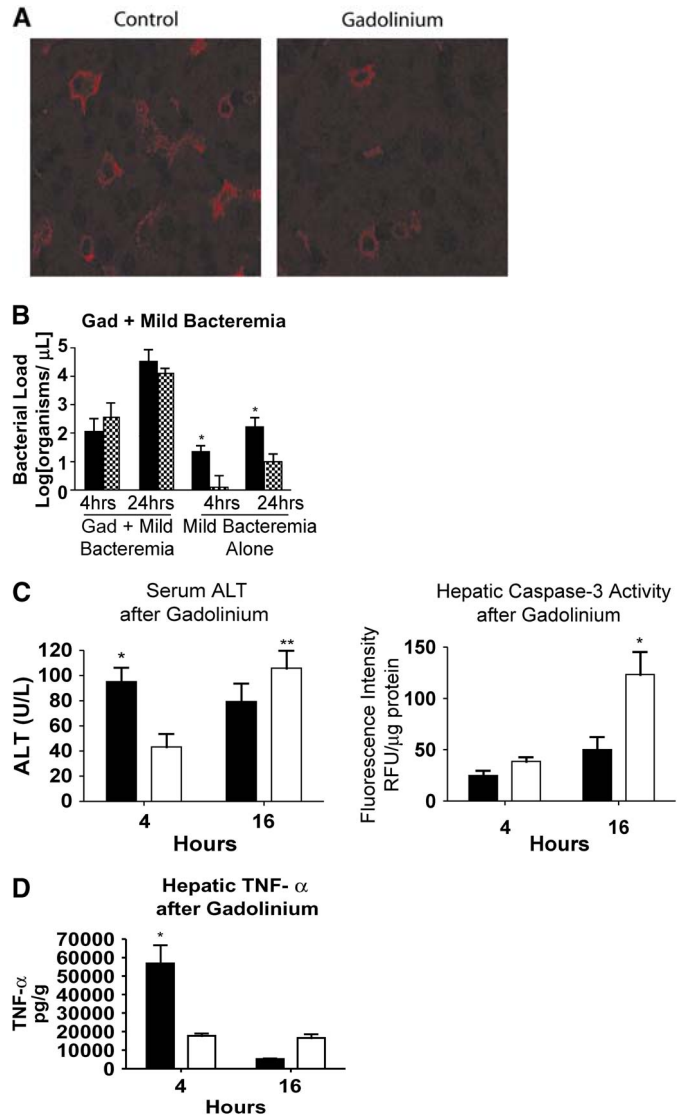 A
Control
Gadolinium
B
Gad + Mild Bacteremia
Bacterial Load
Log[organisms/ μL]
5
4
3
2
1
0
*
*
4hrs 24hrs 4hrs 24hrs
Gad + Mild Mild Bacteremia
Bacteremia Alone
C
Serum ALT
after Gadolinium
ALT (U/L)
120
100
80
60
40
20
0
*
**
4 16
Hours
Hepatic Caspase-3 Activity
after Gadolinium
Fluorescence Intensity
RFU/μg protein
150
100
50
0
*
4 16
Hours
D
Hepatic TNF- α
after Gadolinium
TNF-α
pg/g
70000
60000
50000
40000
30000
20000
10000
0
*
4 16
Hours